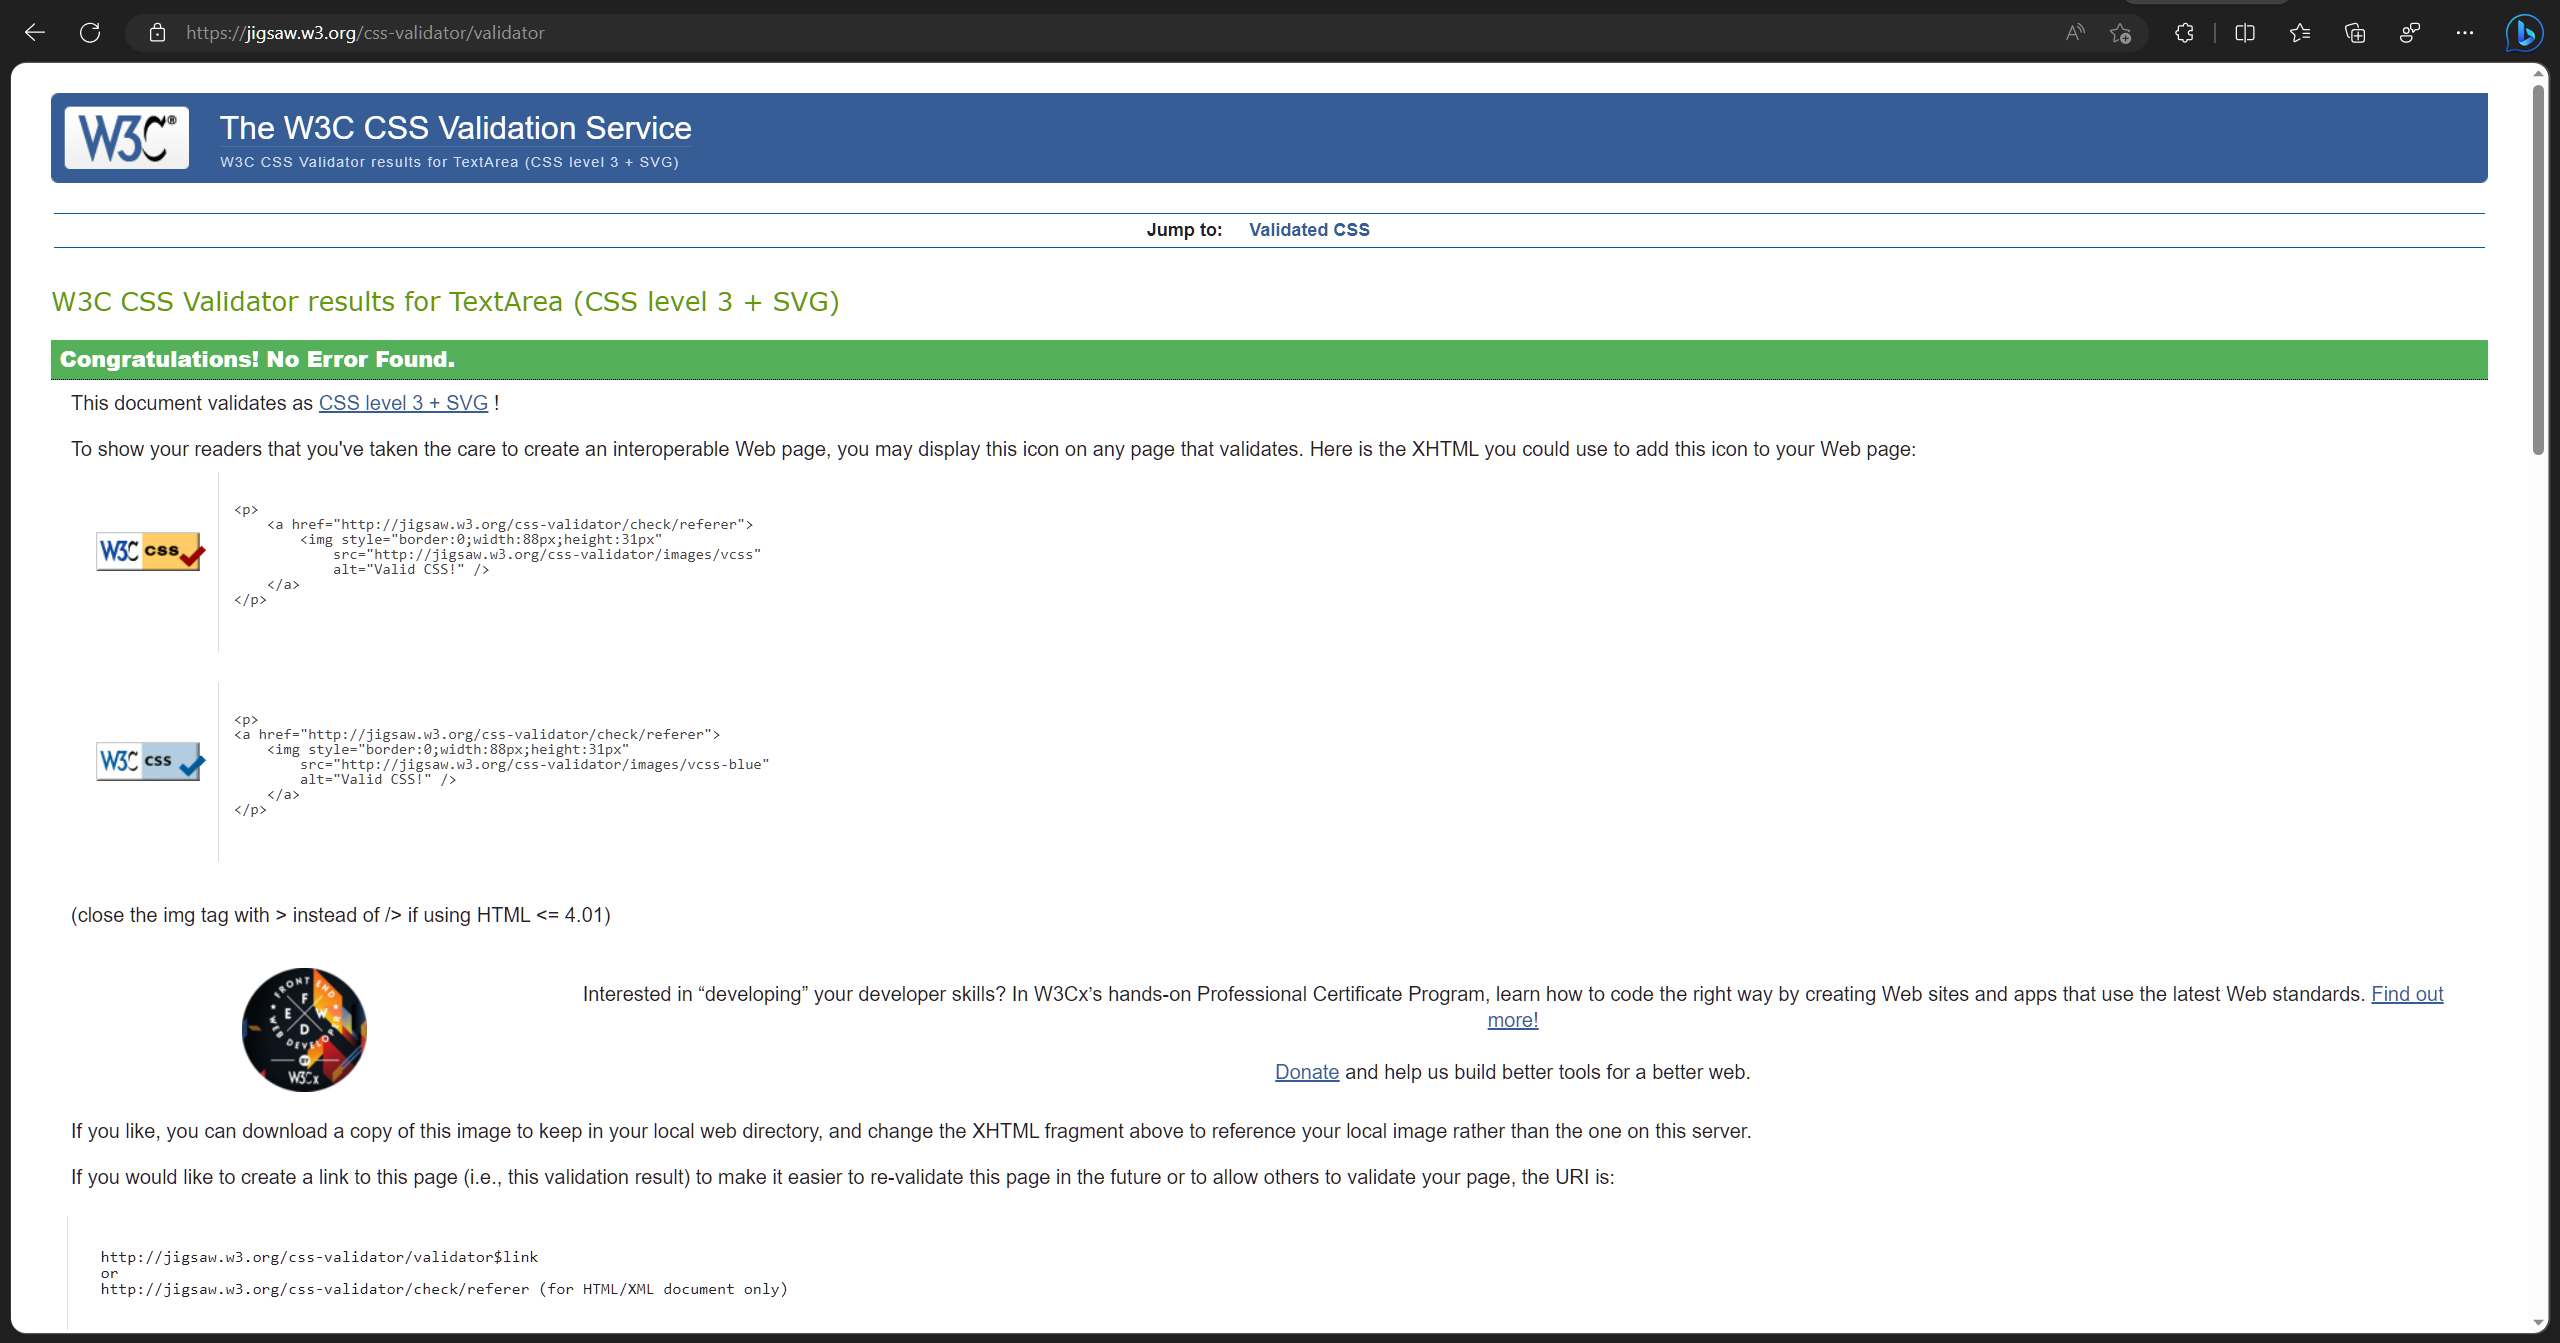 https://jigsaw.w3.org/css-validator/validator
W3C®
The W3C CSS Validation Service
W3C CSS Validator results for TextArea (CSS level 3 + SVG)
Jump to: Validated CSS
W3C CSS Validator results for TextArea (CSS level 3 + SVG)
Congratulations! No Error Found.
This document validates as CSS level 3 + SVG !
To show your readers that you've taken the care to create an interoperable Web page, you may display this icon on any page that validates. Here is the XHTML you could use to add this icon to your Web page:
W3C css
<p>
    <a href="http://jigsaw.w3.org/css-validator/check/referer">
        <img style="border:0;width:88px;height:31px"
            src="http://jigsaw.w3.org/css-validator/images/vcss"
            alt="Valid CSS!" />
    </a>
</p>
W3C css
<p>
<a href="http://jigsaw.w3.org/css-validator/check/referer">
    <img style="border:0;width:88px;height:31px"
        src="http://jigsaw.w3.org/css-validator/images/vcss-blue"
        alt="Valid CSS!" />
    </a>
</p>
(close the img tag with > instead of /> if using HTML <= 4.01)
FRONT END
F
E W
D
WEB DEVELOPER
BY
W3Cx
Interested in “developing” your developer skills? In W3Cx’s hands-on Professional Certificate Program, learn how to code the right way by creating Web sites and apps that use the latest Web standards. Find out
more!
Donate and help us build better tools for a better web.
If you like, you can download a copy of this image to keep in your local web directory, and change the XHTML fragment above to reference your local image rather than the one on this server.
If you would like to create a link to this page (i.e., this validation result) to make it easier to re-validate this page in the future or to allow others to validate your page, the URI is:
http://jigsaw.w3.org/css-validator/validator$link
or
http://jigsaw.w3.org/css-validator/check/referer (for HTML/XML document only)